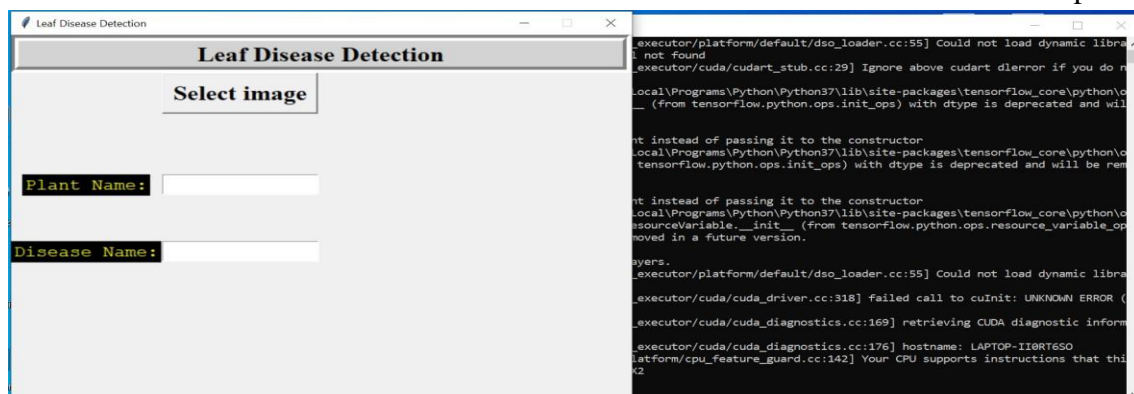 Leaf Disease Detection
Leaf Disease Detection
Select image
Plant Name:
Disease Name:
_executor/platform/default/dso_loader.cc:55] Could not load dynamic libra
l not found
_executor/cuda/cudart_stub.cc:29] Ignore above cudart dlerror if you do n
Local\Programs\Python\Python37\lib\site-packages\tensorflow_core\python\o
__ (from tensorflow.python.ops.init_ops) with dtype is deprecated and wil
nt instead of passing it to the constructor
Local\Programs\Python\Python37\lib\site-packages\tensorflow_core\python\o
tensorflow.python.ops.init_ops) with dtype is deprecated and will be rem
nt instead of passing it to the constructor
Local\Programs\Python\Python37\lib\site-packages\tensorflow_core\python\o
esourceVariable.__init__ (from tensorflow.python.ops.resource_variable_op
moved in a future version.
ayers.
_executor/platform/default/dso_loader.cc:55] Could not load dynamic libra
_executor/cuda/cuda_driver.cc:318] failed call to cuInit: UNKNOWN ERROR (
_executor/cuda/cuda_diagnostics.cc:169] retrieving CUDA diagnostic inform
_executor/cuda/cuda_diagnostics.cc:176] hostname: LAPTOP-II0RT6SO
latform/cpu_feature_guard.cc:142] Your CPU supports instructions that thi
X2